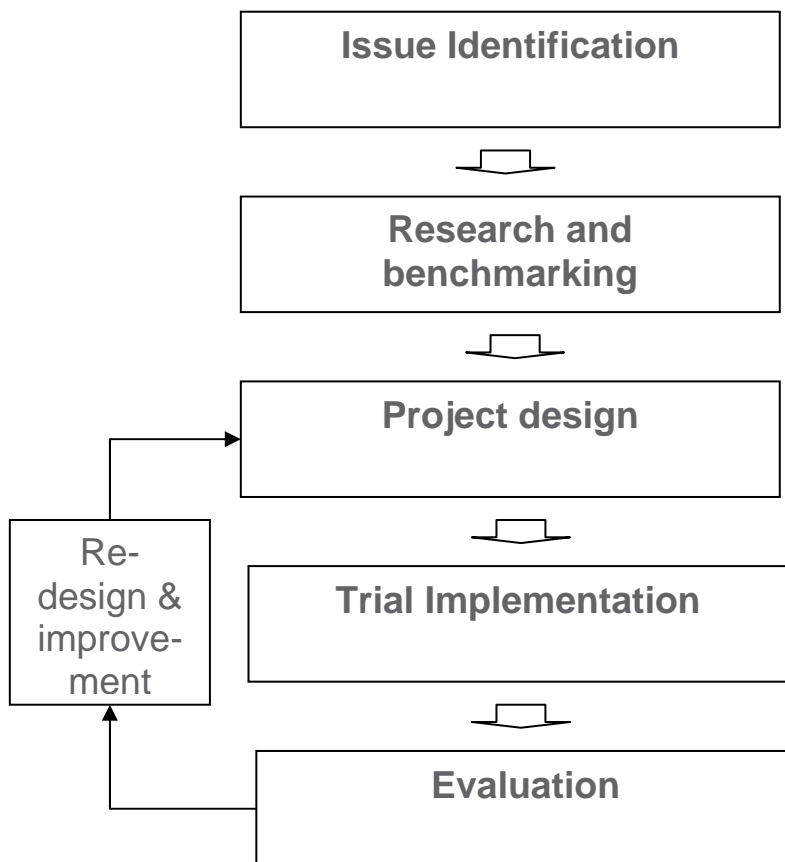 Issue Identification
Research and
benchmarking
Project design
Re-
design &
improve-
ment
Trial Implementation
Evaluation